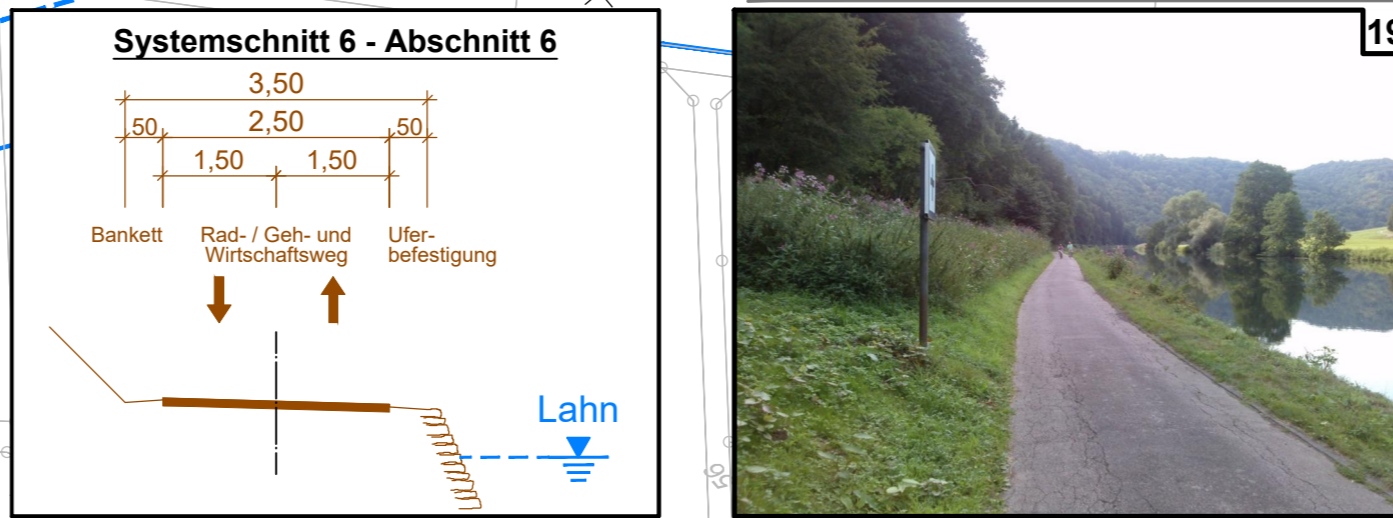 Systemschnitt 6 - Abschnitt 6
3,50
50 2,50 50
1,50 1,50
Bankett
Rad- / Geh- und
Wirtschaftsweg
Ufer-
befestigung
Lahn
19
56